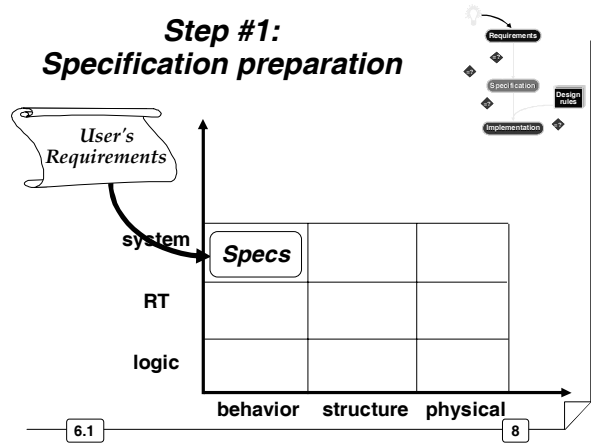 Step #1:
Specification preparation
Requirements
Specification
Design
rules
Implementation
User's
Requirements
system
Specs
RT
logic
behavior structure physical
6.1
8